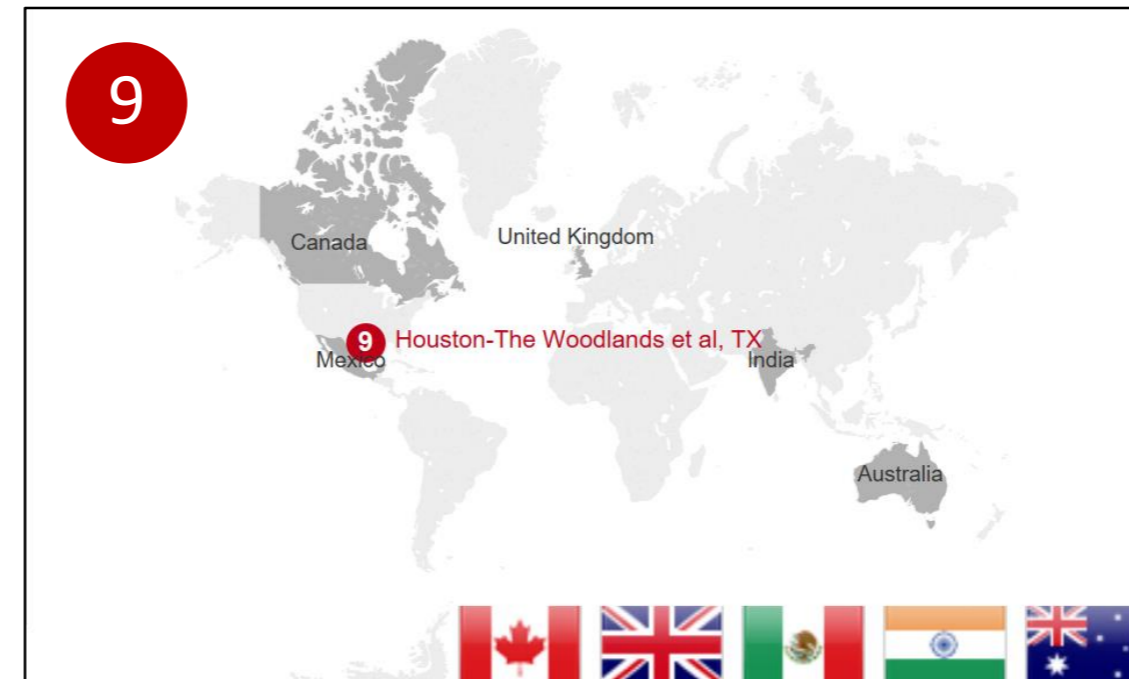 9
Canada
United Kingdom
9 Houston-The Woodlands et al, TX
Mexico
India
Australia